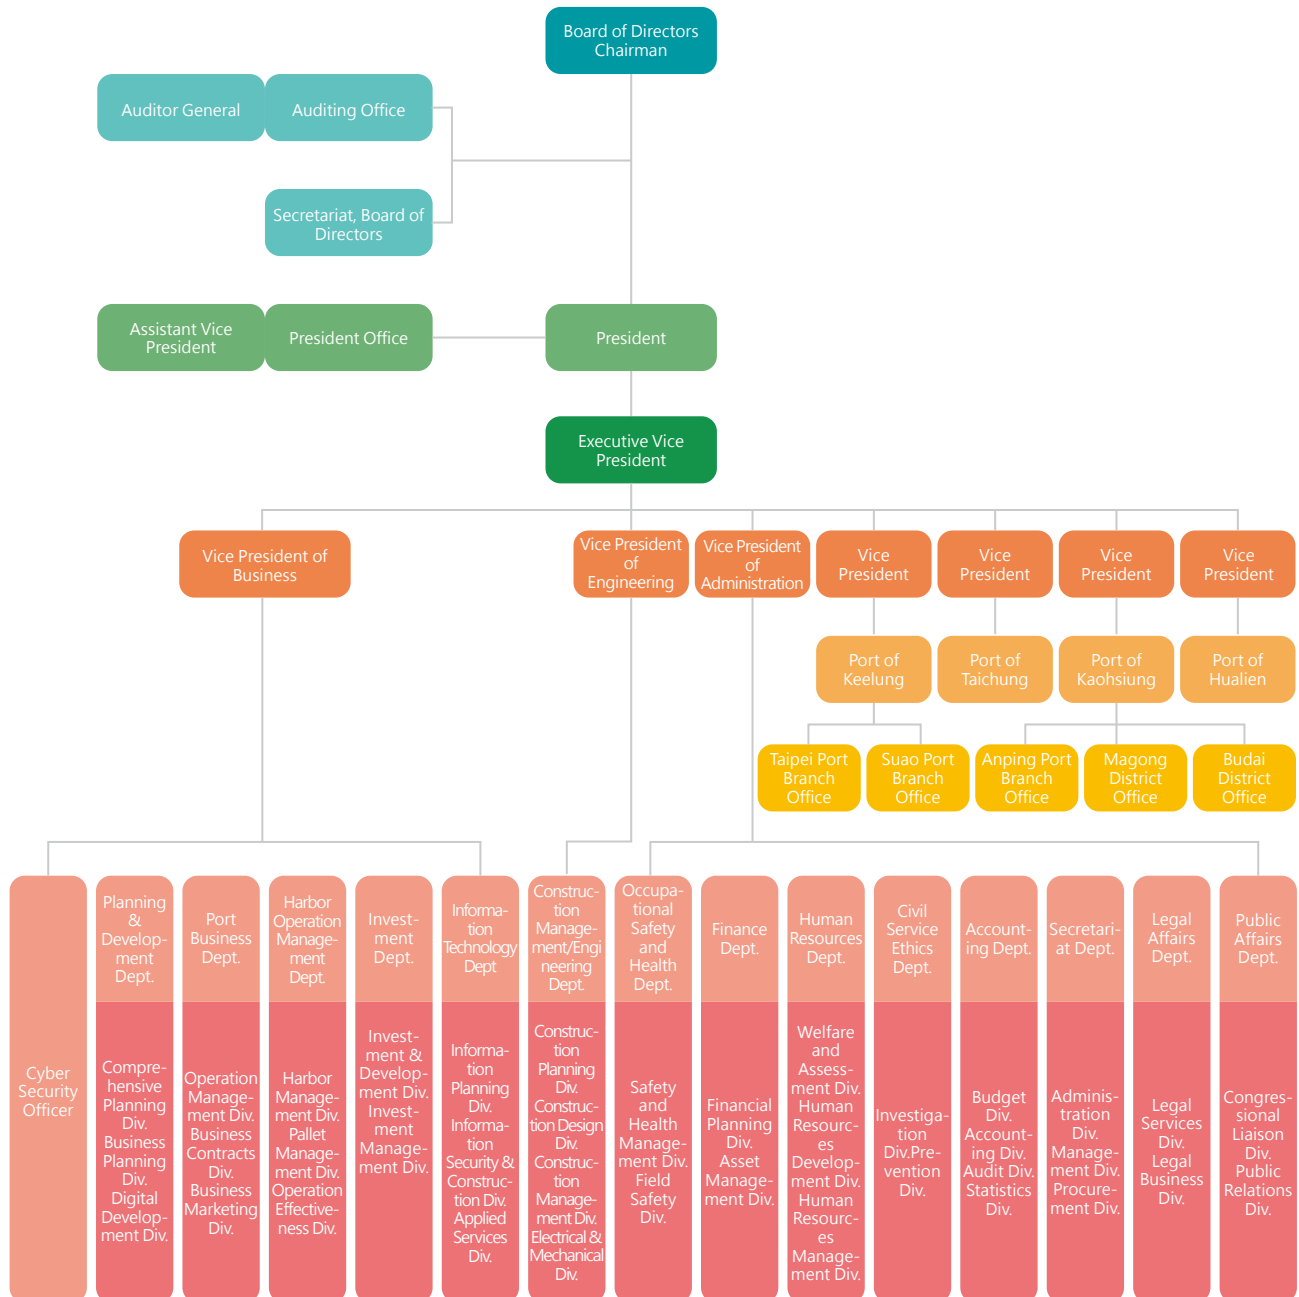 Board of Directors
Chairman
Auditor General
Auditing Office
Secretariat, Board of
Directors
Assistant Vice
President
President Office
President
Executive Vice
President
Vice President of
Business
Vice President
of
Engineering
Vice President
of
Administration
Vice
President
Vice
President
Vice
President
Vice
President
Port of
Keelung
Port of
Taichung
Port of
Kaohsiung
Port of
Hualien
Taipei Port
Branch
Office
Suao Port
Branch
Office
Anping Port
Branch
Office
Magong
District
Office
Budai
District
Office
Cyber
Security
Officer
Planning
&
Develop-
ment
Dept.
Compre-
hensive
Planning
Div.
Business
Planning
Div.
Digital
Develop-
ment Div.
Port
Business
Dept.
Operation
Manage-
ment Div.
Business
Contracts
Div.
Business
Marketing
Div.
Harbor
Operation
Manage-
ment
Dept.
Harbor
Manage-
ment Div.
Pallet
Manage-
ment Div.
Operation
Effective-
ness Div.
Invest-
ment
Dept.
Invest-
ment &
Develop-
ment Div.
Invest-
ment
Manage-
ment Div.
Informa-
tion
Technology
Dept
Informa-
tion
Planning
Div.
Informa-
tion
Security &
Construc-
tion Div.
Applied
Services
Div.
Construc-
tion
Manage-
ment/Engi
neering
Dept.
Construc-
tion
Planning
Div.
Construc-
tion Design
Div.
Construc-
tion
Manage-
ment Div.
Electrical &
Mechanical
Div.
Occupa-
tional
Safety
and
Health
Dept.
Safety
and
Health
Manage-
ment Div.
Field
Safety
Div.
Finance
Dept.
Financial
Planning
Div.
Asset
Manage-
ment Div.
Human
Resources
Dept.
Welfare
and
Assess-
ment Div.
Human
Resourc-
es
Develop-
ment Div.
Human
Resourc-
es
Manage-
ment Div.
Civil
Service
Ethics
Dept.
Investiga-
tion
Div.Pre-
vention
Div.
Account-
ing Dept.
Budget
Div.
Account-
ing Div.
Audit Div.
Statistics
Div.
Secretari-
at Dept.
Adminis-
tration
Div.
Manage-
ment Div.
Procure-
ment Div.
Legal
Affairs
Dept.
Legal
Services
Div.
Legal
Business
Div.
Public
Affairs
Dept.
Congres-
sional
Liaison
Div.
Public
Relations
Div.